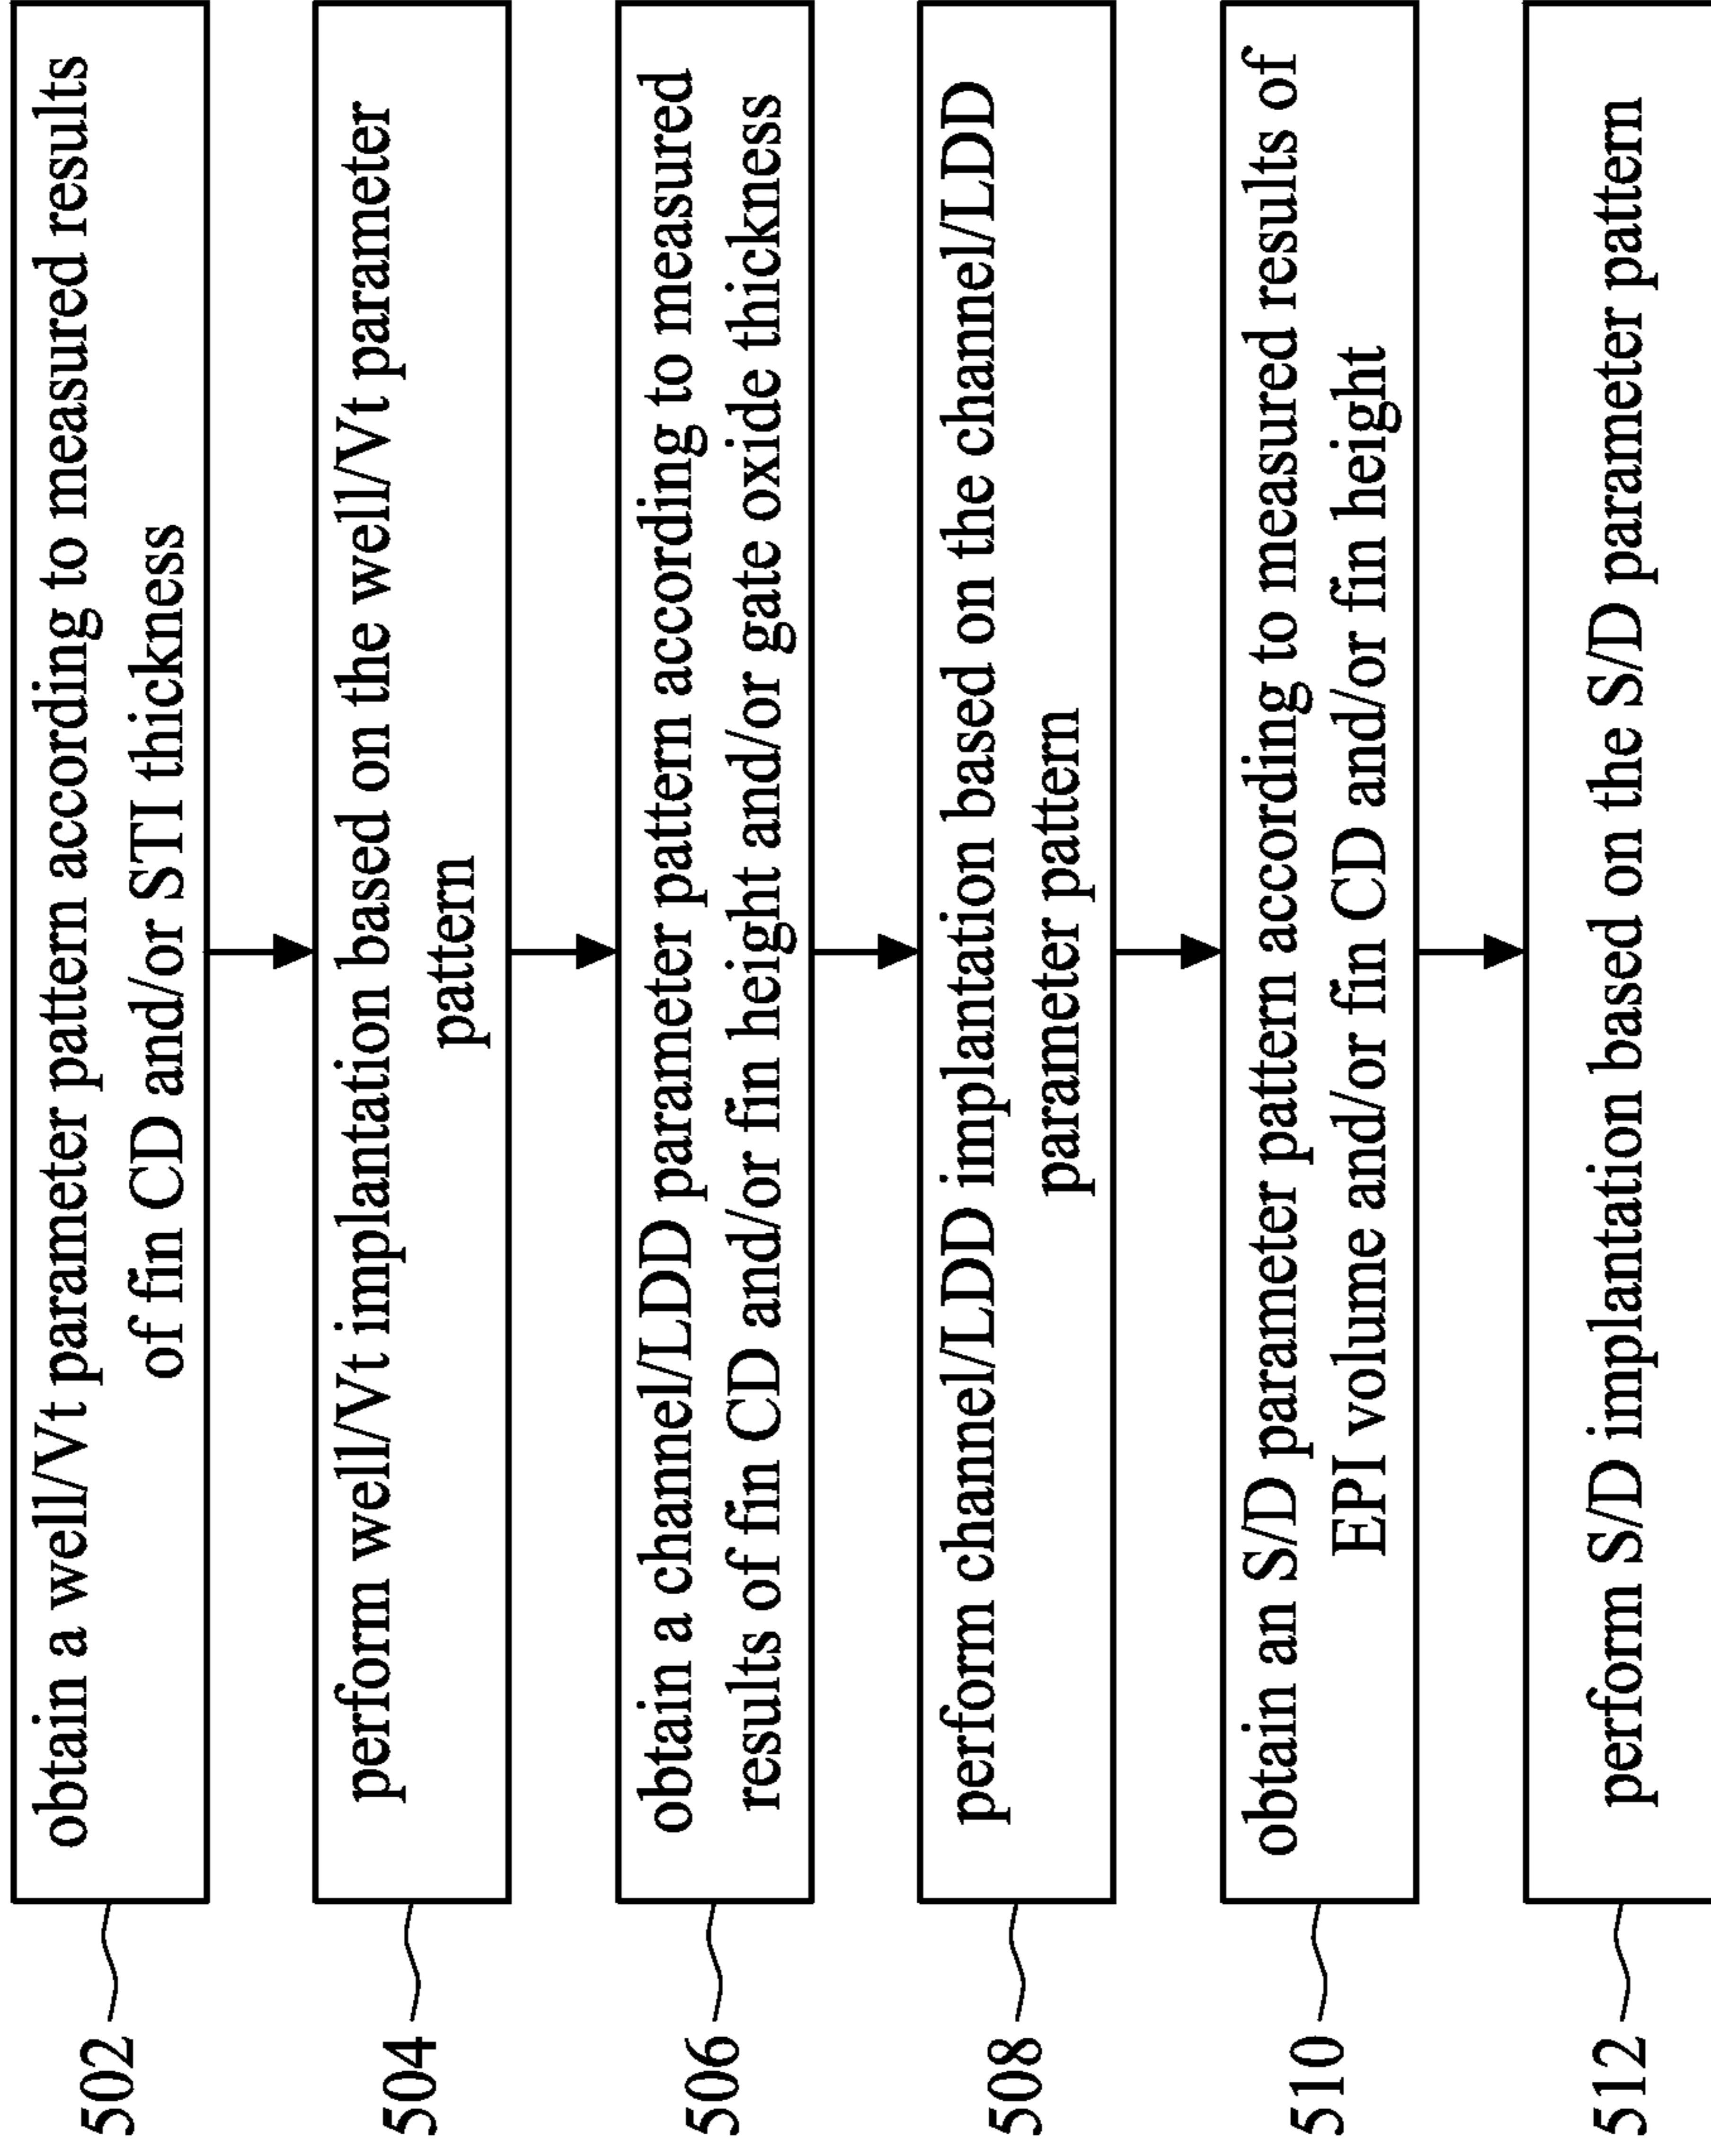 502
obtain a well/Vt parameter pattern according to measured results
of fin CD and/or STI thickness
504
perform well/Vt implantation based on the well/Vt parameter
pattern
506
obtain a channel/LDD parameter pattern according to measured
results of fin CD and/or fin height and/or gate oxide thickness
508
perform channel/LDD implantation based on the channel/LDD
parameter pattern
510
obtain an S/D parameter pattern according to measured results of
EPI volume and/or fin CD and/or fin height
512
perform S/D implantation based on the S/D parameter pattern